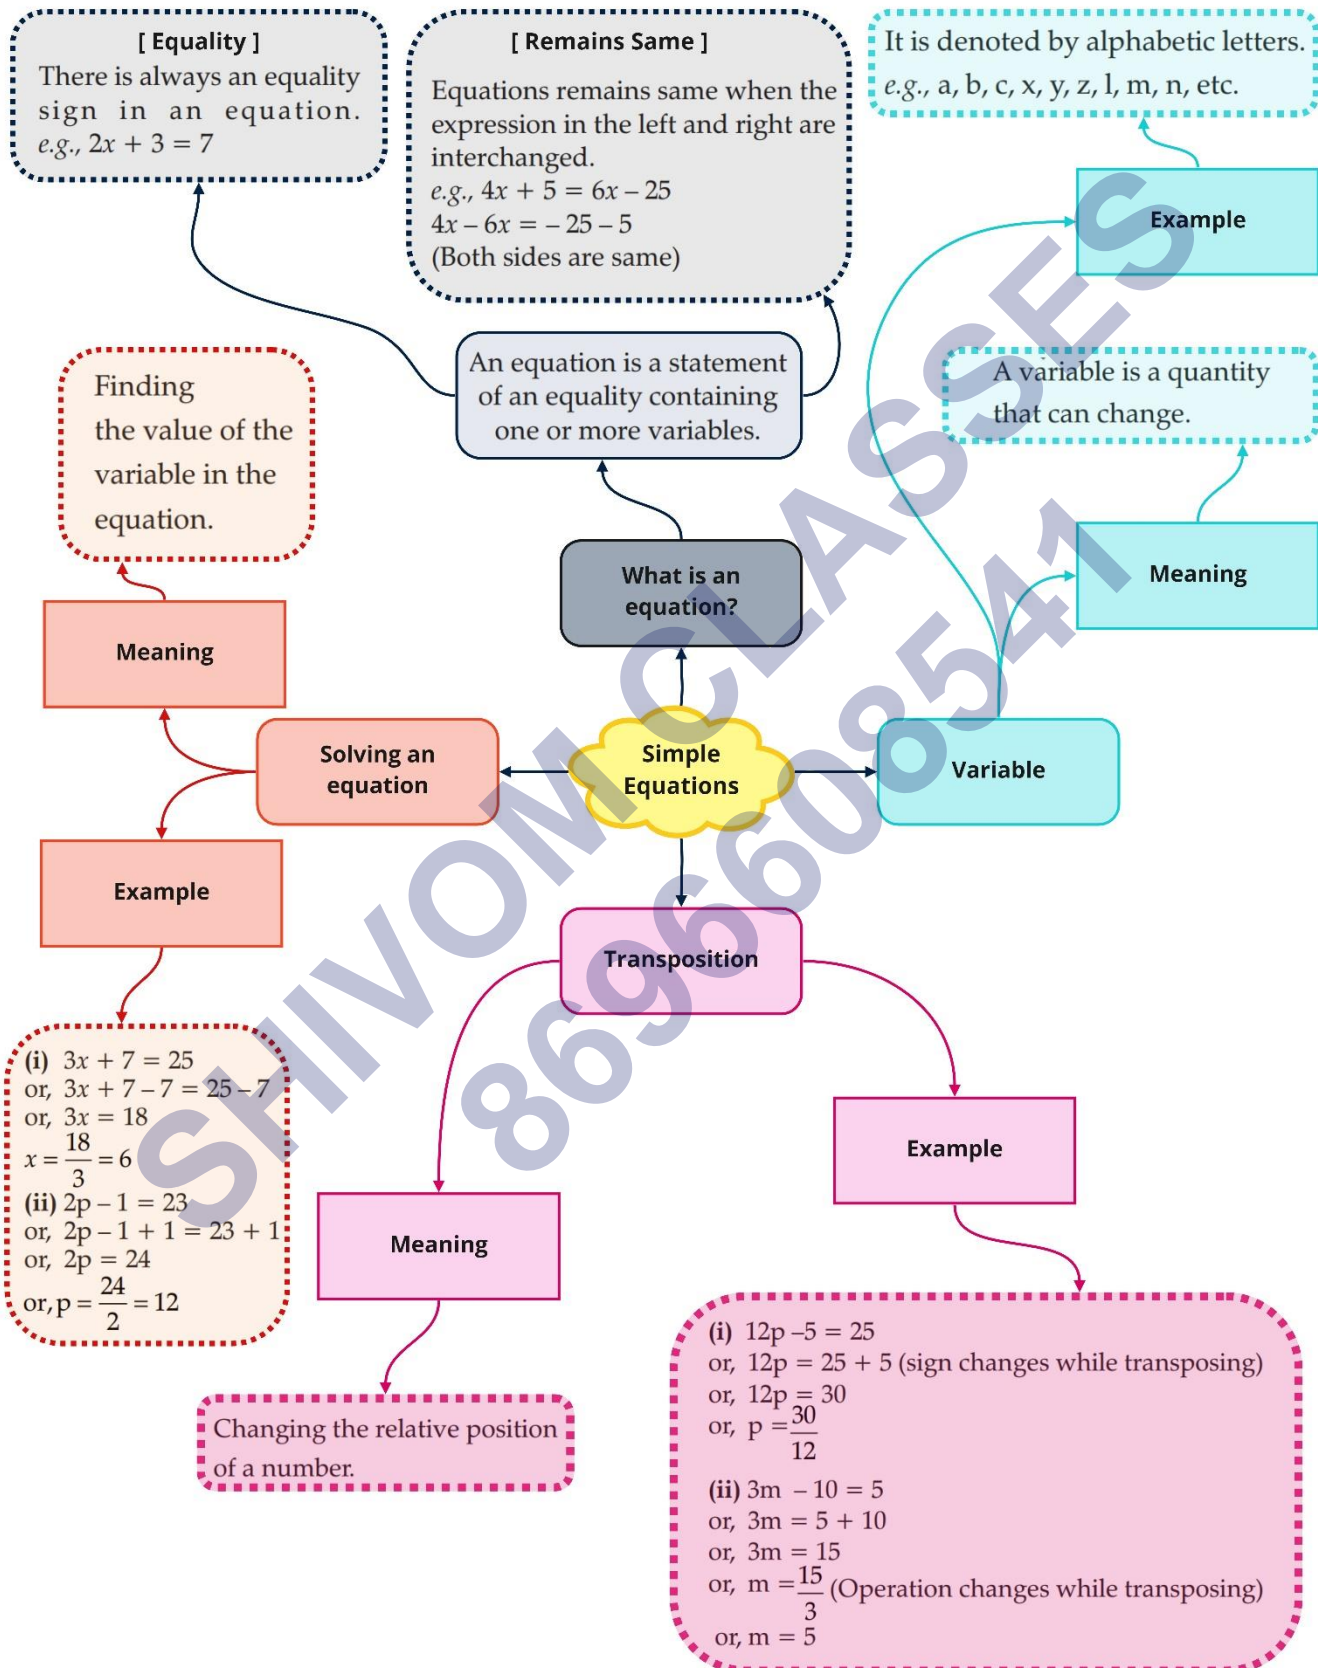 [ Equality ]
There is always an equality
sign in an equation.
e.g., 2x + 3 = 7
[ Remains Same ]
Equations remains same when the
expression in the left and right are
interchanged.
e.g., 4x + 5 = 6x – 25
4x – 6x = – 25 – 5
(Both sides are same)
It is denoted by alphabetic letters.
e.g., a, b, c, x, y, z, l, m, n, etc.
Example
An equation is a statement
of an equality containing
one or more variables.
A variable is a quantity
that can change.
Meaning
Finding
the value of the
variable in the
equation.
Meaning
What is an
equation?
Solving an
equation
Simple
Equations
Variable
Example
Transposition
(i) 3x + 7 = 25
or, 3x + 7 – 7 = 25 – 7
or, 3x = 18
x = 18/3 = 6
(ii) 2p – 1 = 23
or, 2p – 1 + 1 = 23 + 1
or, 2p = 24
or, p = 24/2 = 12
Meaning
Example
Changing the relative position
of a number.
(i) 12p –5 = 25
or, 12p = 25 + 5 (sign changes while transposing)
or, 12p = 30
or, p = 30/12
(ii) 3m – 10 = 5
or, 3m = 5 + 10
or, 3m = 15
or, m = 15/3 (Operation changes while transposing)
or, m = 5
SHIVOM CLASSES
8696608541